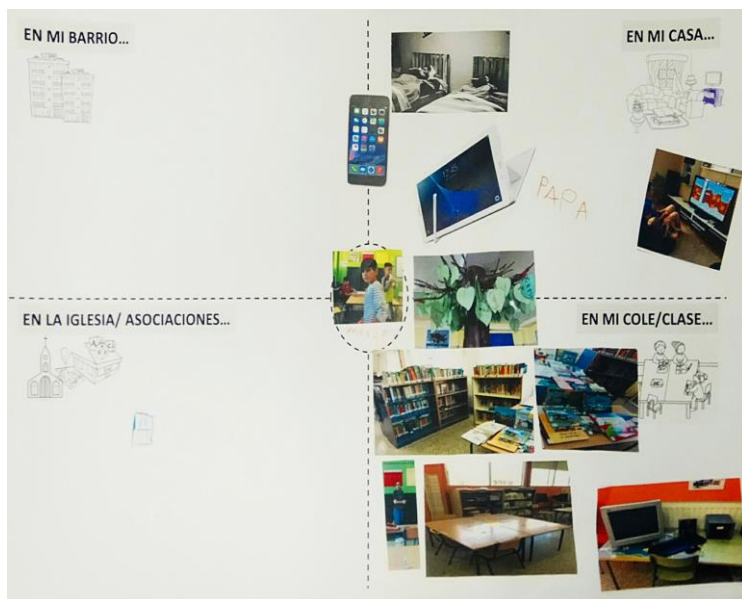 EN MI BARRIO...
EN MI CASA...
PAPA
EN LA IGLESIA/ ASOCIACIONES...
EN MI COLE/CLASE...